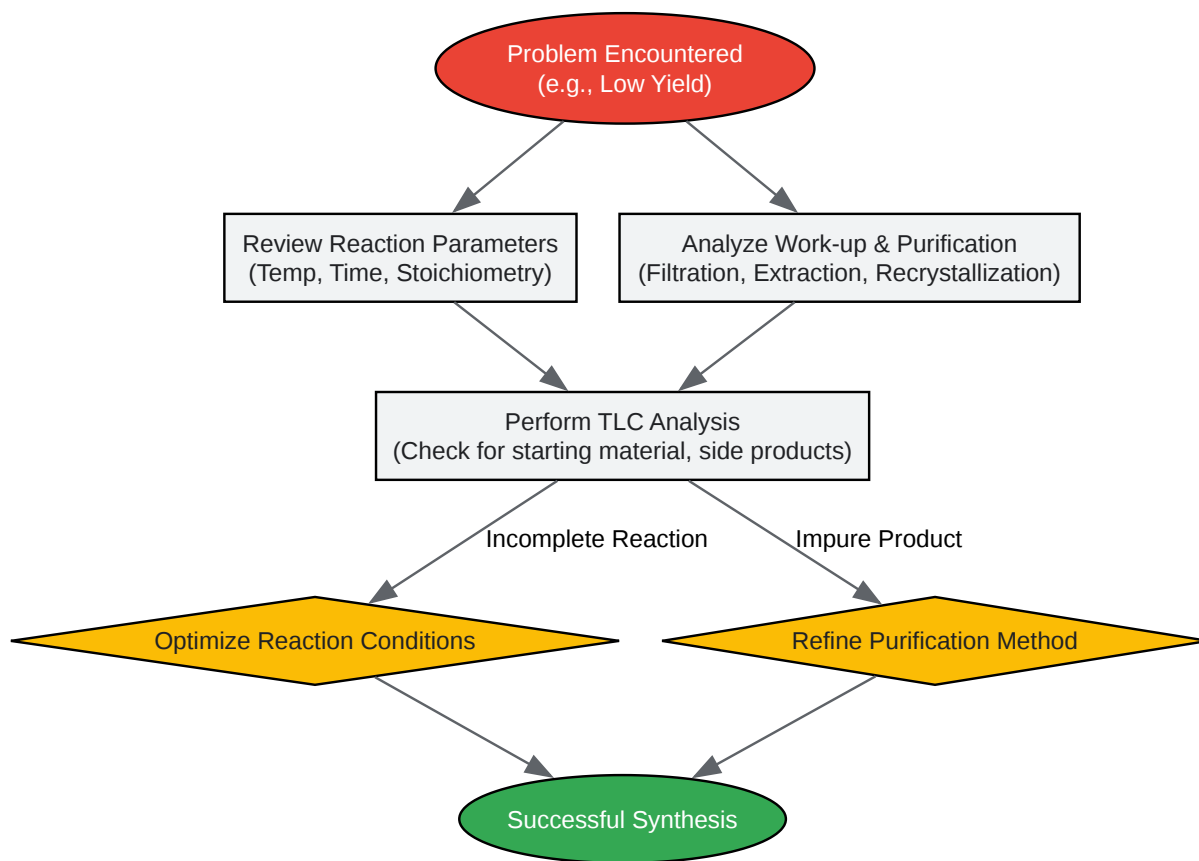 Problem Encountered
(e.g., Low Yield)
Review Reaction Parameters
(Temp, Time, Stoichiometry)
Analyze Work-up & Purification
(Filtration, Extraction, Recrystallization)
Perform TLC Analysis
(Check for starting material, side products)
Incomplete Reaction
Impure Product
Optimize Reaction Conditions
Refine Purification Method
Successful Synthesis